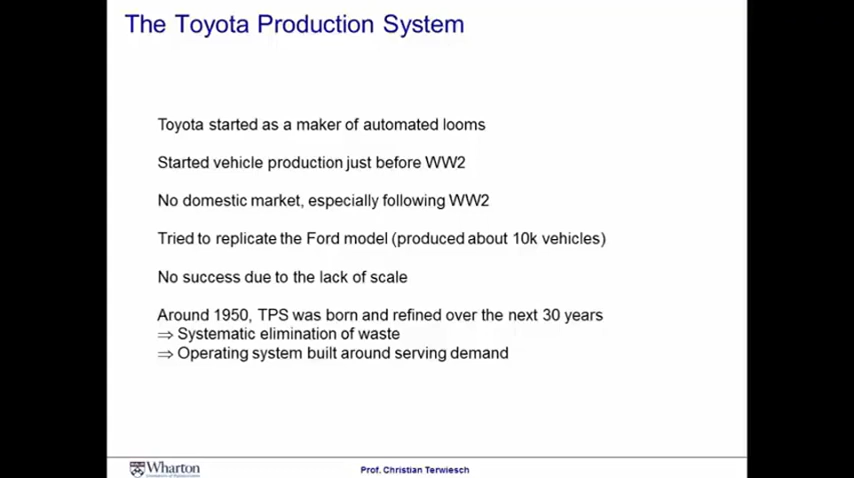 The Toyota Production System
Toyota started as a maker of automated looms
Started vehicle production just before WW2
No domestic market, especially following WW2
Tried to replicate the Ford model (produced about 10k vehicles)
No success due to the lack of scale
Around 1950, TPS was born and refined over the next 30 years
⇒ Systematic elimination of waste
⇒ Operating system built around serving demand
Wharton
Prof. Christian Terwiesch